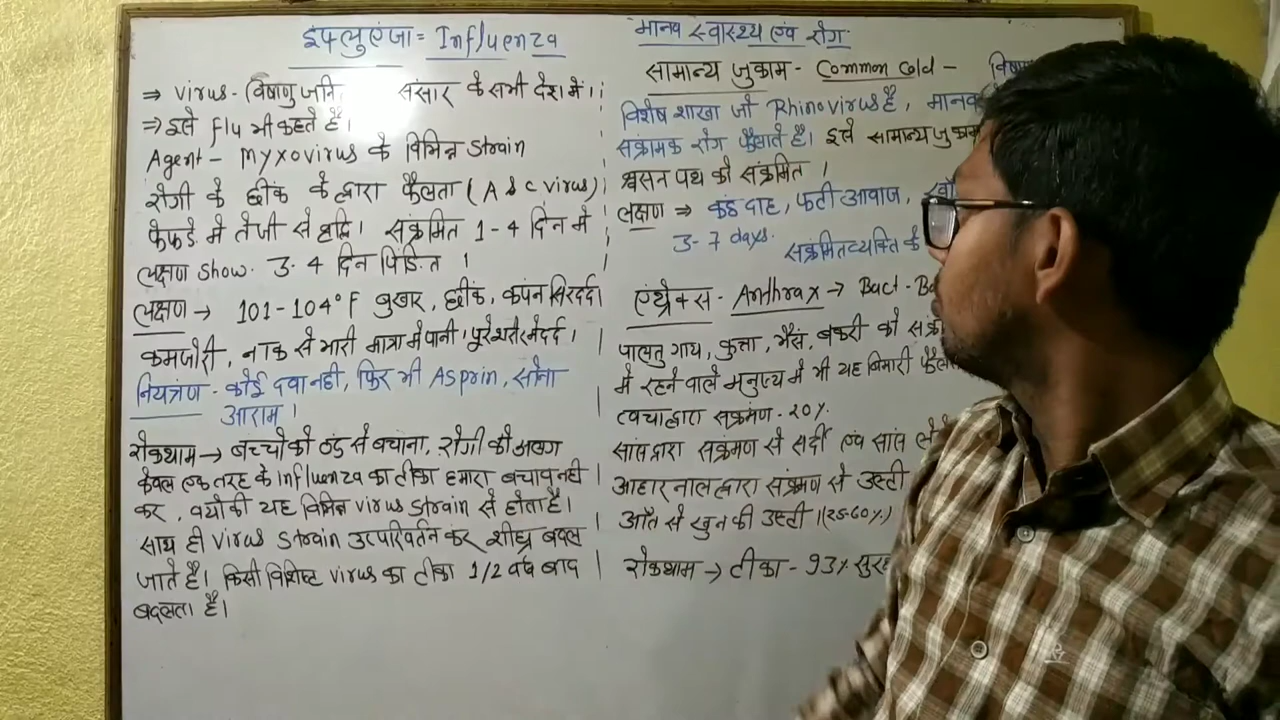 इंफ्लुएंजा = Influenza
⇒ virus - विषाणु जनि संसार के सभी देश में।
⇒ इसे flu भी कहते है।
Agent - Myxovirus के विभिन्न strain
रोगी के छींक के द्वारा फैलता (A & C virus)
फेफडे में तेजी से वृद्धि। संक्रमित 1-4 दिन में
लक्षण show. 3-4 दिन पिडित।
लक्षण → 101-104°F बुखार, छींक, कंपन सिरदर्द।
कमजोरी, नाक से भारी मात्रा मे पानी। पूरे शरीर मे दर्द।
नियत्रंण - कोई दवा नही, फिर भी Asprin, सोना
आराम।
रोकथाम → बच्चो को ठंड से बचाना, रोगी को अलग
केवल एक तरह के Influenza का टीका हमारा बचाव नही
कर, क्योकी यह विभिन्न virus strain से होता है।
साथ ही virus strain उत्परिवर्तन कर शीघ्र बदल
जाते है। किसी विशिष्ट virus का टीका 1/2 वर्ष बाद
बदलता है।
मानव स्वास्थ्य एवं रोग
सामान्य जुकाम - Common Cold -
विशेष शाखा जो Rhinovirus है, मानव
संक्रामक रोग फैलाते है। इसे सामान्य जुकाम
श्वसन पथ को संक्रमित।
लक्षण ⇒ कंठ दाह, फटी आवाज,
3-7 days. संक्रमित व्यक्ति के
एंथ्रेक्स - Anthrax → Bact -
पालतु गाय, कुत्ता, भैंस, बकरी को
में रहने वाले मनुष्य में भी यह बिमारी
त्वचा द्वारा संक्रमण - 20%.
सांस द्वारा संक्रमण से सर्दी एवं सांस
आहार नाल द्वारा संक्रमण से उल्टी
आँत से खुन की उल्टी। (25-60%)
रोकथाम → टीका - 93%